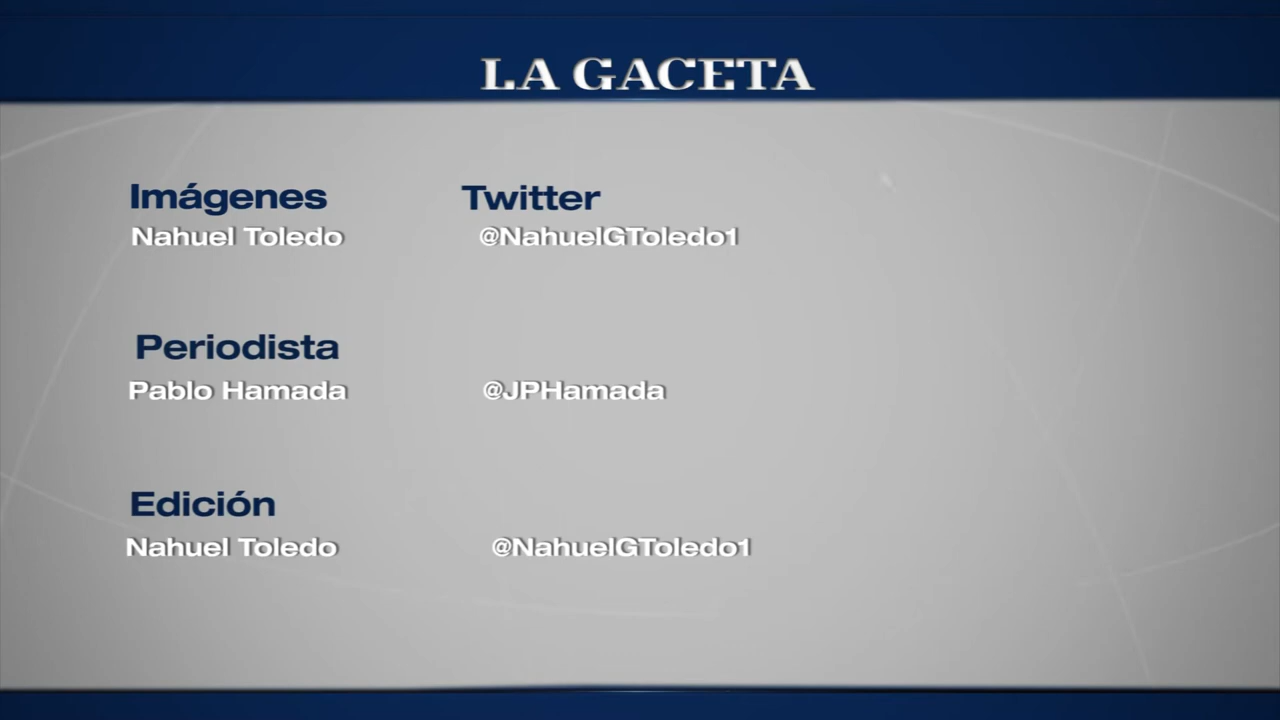 LA GACETA
Imágenes Twitter
Nahuel Toledo @NahuelGToledo1
Periodista
Pablo Hamada @JPHamada
Edición
Nahuel Toledo @NahuelGToledo1